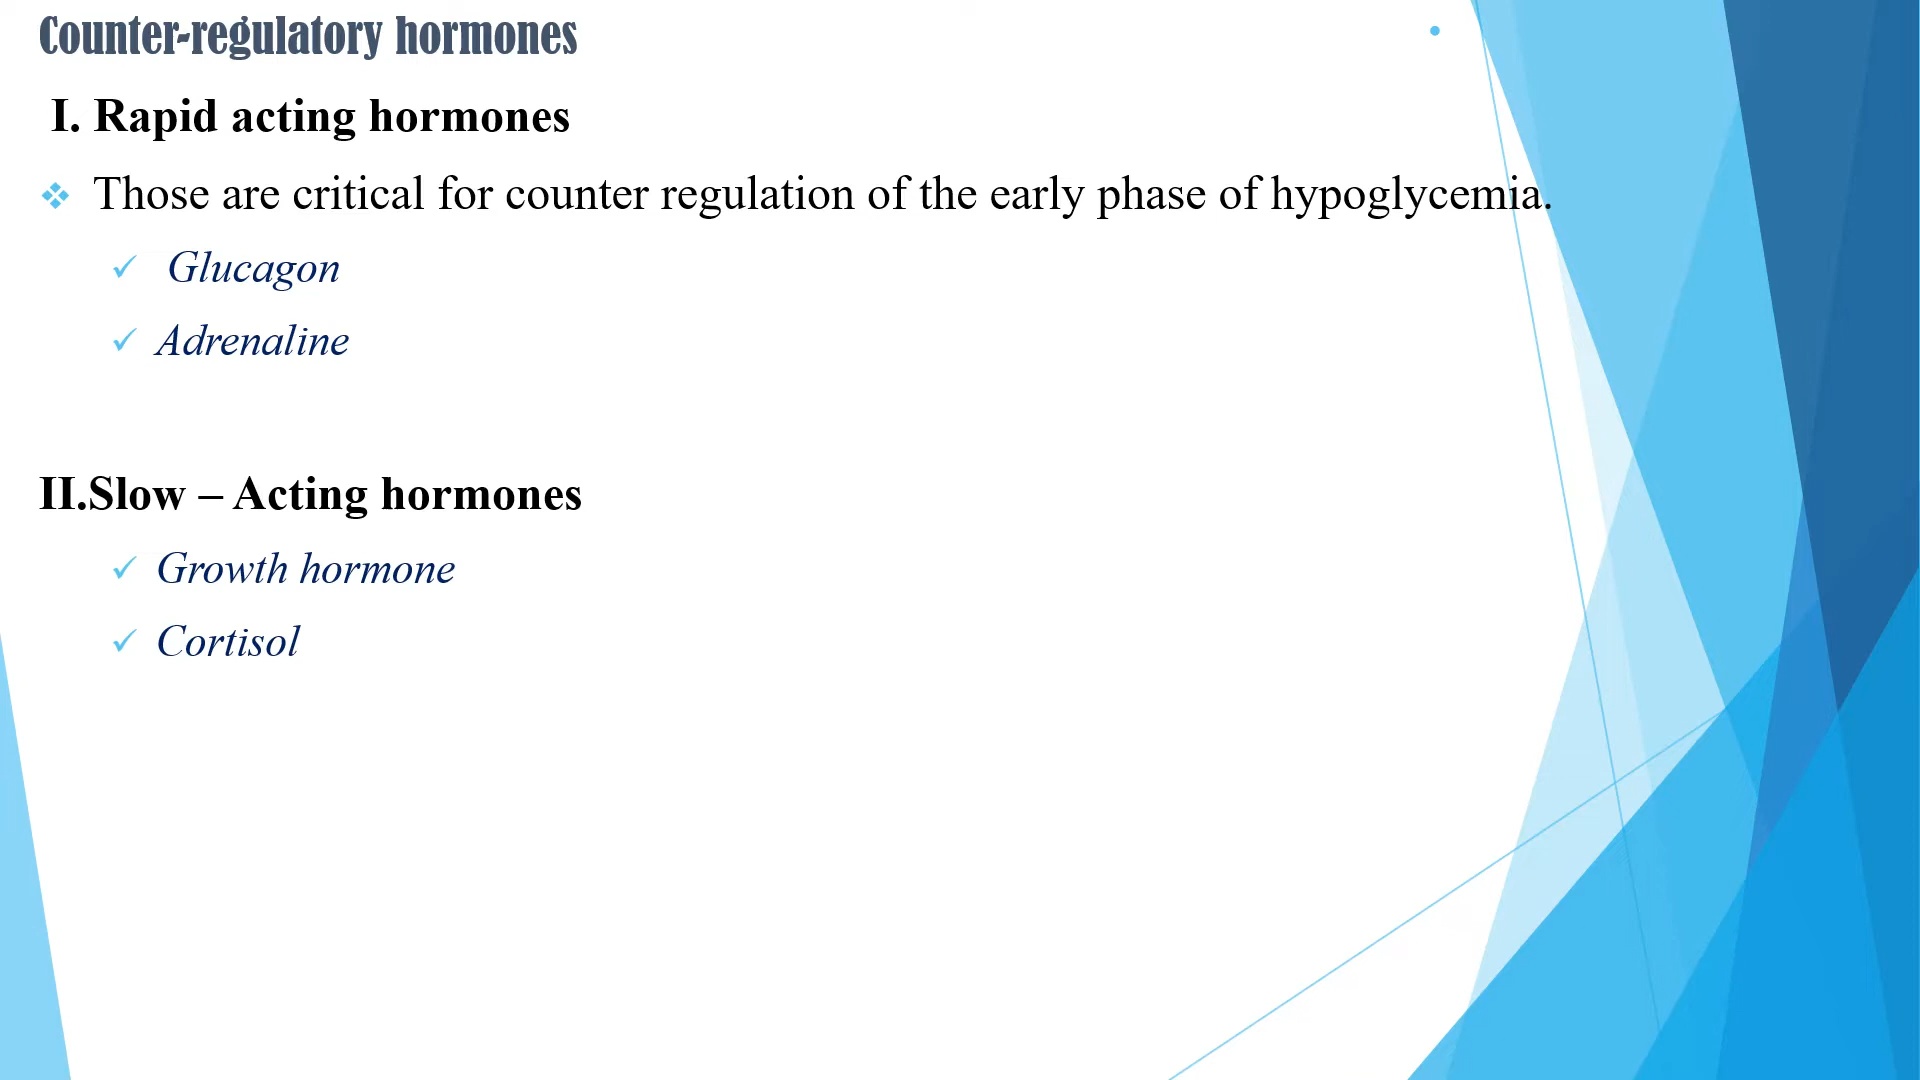 Counter-regulatory hormones
I. Rapid acting hormones
❖ Those are critical for counter regulation of the early phase of hypoglycemia.
✓ Glucagon
✓ Adrenaline
II.Slow – Acting hormones
✓ Growth hormone
✓ Cortisol